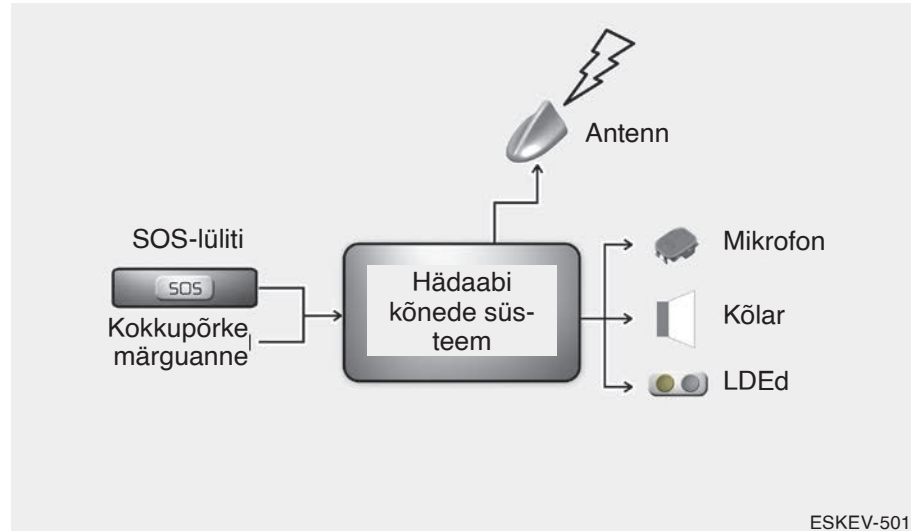 Antenn
SOS-lüliti
SOS
Kokkupõrke
märguanne
Hädaabi
kõnede süs-
teem
Mikrofon
Kõlar
LDEd
ESKEV-501